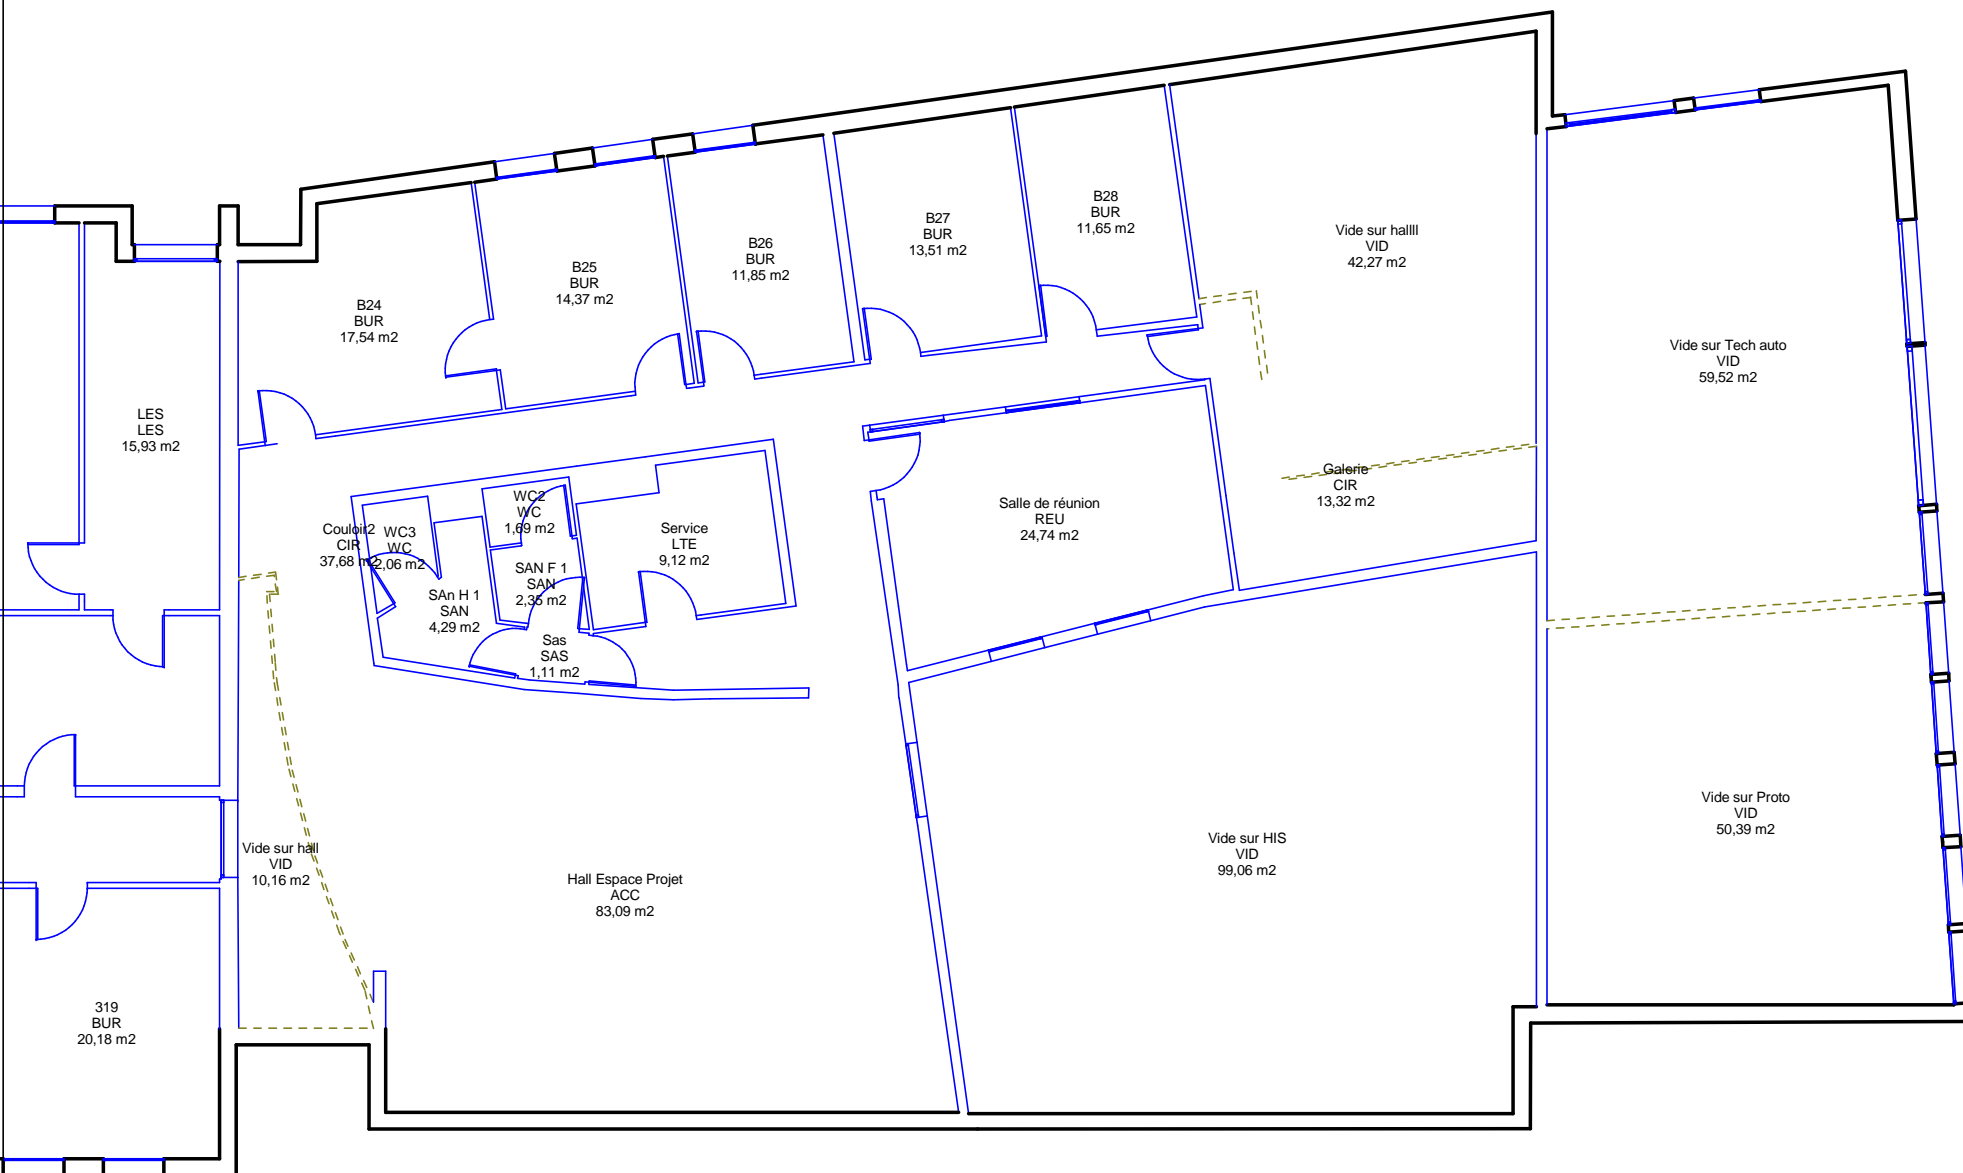 B24
BUR
17,54 m2
B25
BUR
14,37 m2
B26
BUR
11,85 m2
B27
BUR
13,51 m2
B28
BUR
11,65 m2
Vide sur hallll
VID
42,27 m2
Vide sur Tech auto
VID
59,52 m2
LES
LES
15,93 m2
Couloir2
CIR
37,68 m2
WC3
WC
2,06 m2
WC2
WC
1,69 m2
SAn H 1
SAN
4,29 m2
SAN F 1
SAN
2,35 m2
Sas
SAS
1,11 m2
Service
LTE
9,12 m2
Salle de réunion
REU
24,74 m2
Galerie
CIR
13,32 m2
Vide sur hall
VID
10,16 m2
Hall Espace Projet
ACC
83,09 m2
Vide sur HIS
VID
99,06 m2
Vide sur Proto
VID
50,39 m2
319
BUR
20,18 m2